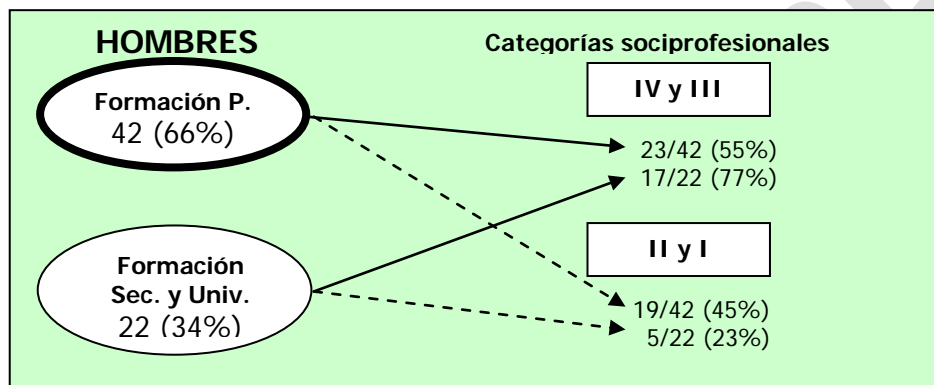 HOMBRES
Formación P.
42 (66%)
Formación
Sec. y Univ.
22 (34%)
Categorías sociprofesionales
IV y III
23/42 (55%)
17/22 (77%)
II y I
19/42 (45%)
5/22 (23%)